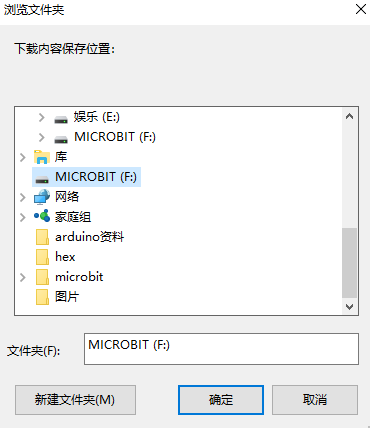 浏览文件夹
下载内容保存位置：
娱乐 (E:)
MICROBIT (F:)
库
MICROBIT (F:)
网络
家庭组
arduino资料
hex
microbit
图片
文件夹(F):
MICROBIT (F:)
新建文件夹(M)
确定
取消